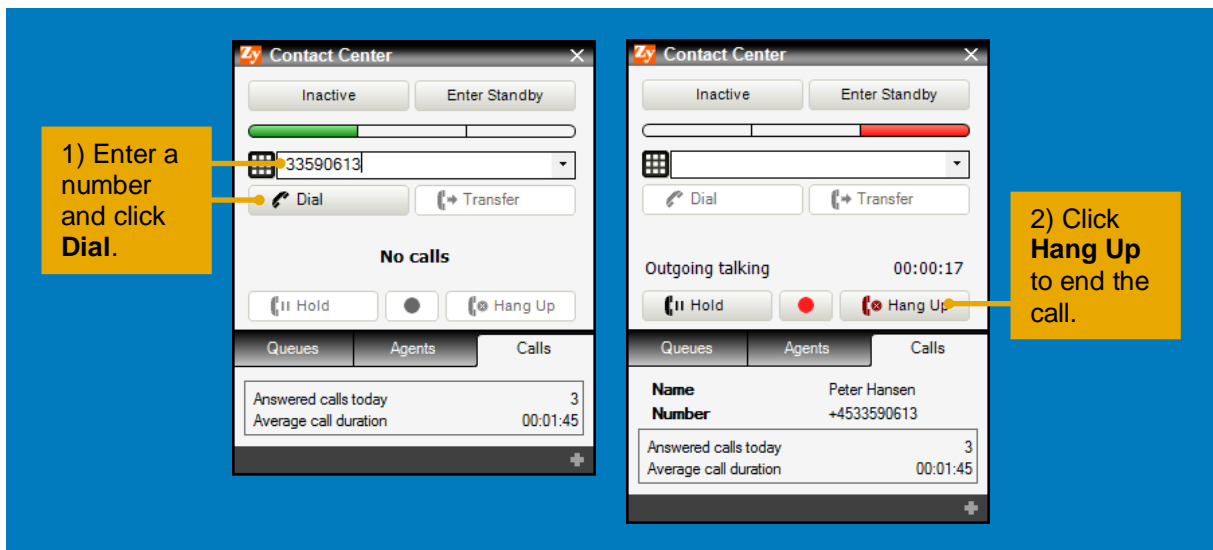 1) Enter a
number
and click
Dial.
Zy Contact Center
Inactive Enter Standby
33590613
Dial Transfer
No calls
Hold Hang Up
Queues Agents Calls
Answered calls today 3
Average call duration 00:01:45
Zy Contact Center
Inactive Enter Standby
Dial Transfer
Outgoing talking 00:00:17
Hold Hang Up
Queues Agents Calls
Name Peter Hansen
Number +4533590613
Answered calls today 3
Average call duration 00:01:45
2) Click
Hang Up
to end the
call.